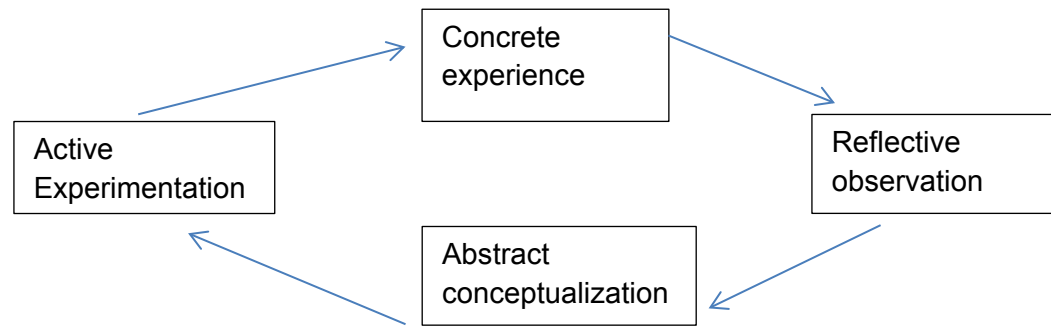 Concrete
experience
Reflective
observation
Abstract
conceptualization
Active
Experimentation